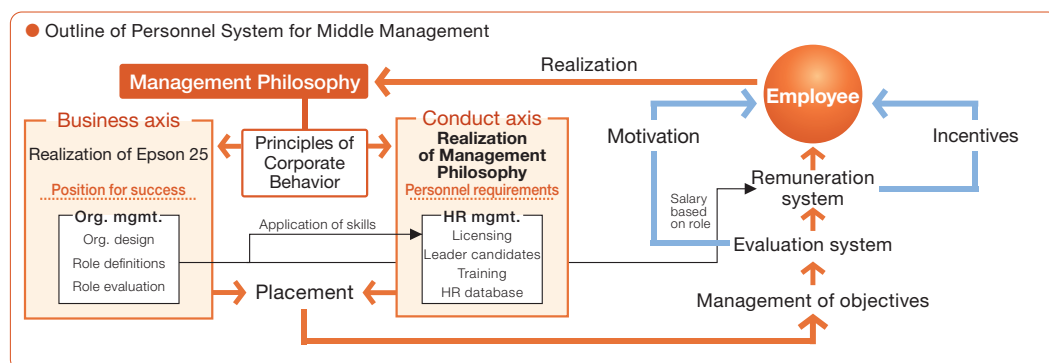 Outline of Personnel System for Middle Management
Realization
Management Philosophy
Employee
Business axis
Realization of Epson 25
Principles of
Corporate
Behavior
Conduct axis
Realization
of Management
Philosophy
Motivation
Incentives
Position for success
Personnel requirements
Remuneration
system
Org. mgmt.
Org. design
Role definitions
Role evaluation
Application of skills
HR mgmt.
Licensing
Leader candidates
Training
HR database
Salary
based
on role
Evaluation system
Placement
Management of objectives